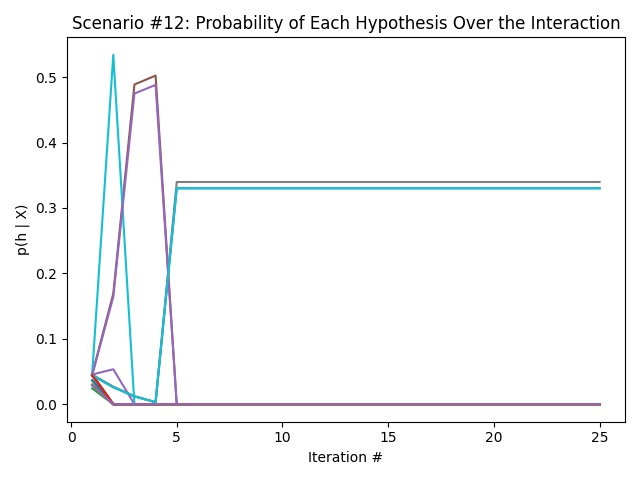 Scenario #12: Probability of Each Hypothesis Over the Interaction
0.5
0.4
0.3
0.2
0.1
0.0
p(h | X)
0 5 10 15 20 25
Iteration #